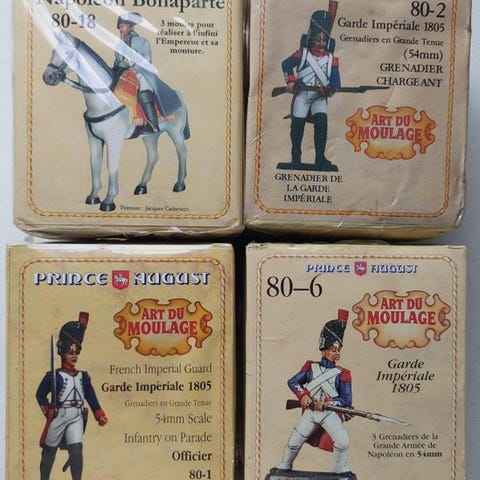 Napoléon Bonaparte
80-18
3 moules pour
réaliser à l'infini
l'Empereur et sa
monture.
Peinture : Jacques Cadarisen
80-2
Garde Impériale 1805
Grenadiers en Grande Tenue
(54mm)
GRENADIER
CHARGEANT
ART DU
MOULAGE
GRENADIER DE
LA GARDE
IMPÉRIALE
PRINCE AUGUST
ART DU
MOULAGE
French Imperial Guard
Garde Impériale 1805
Grenadiers en Grande Tenue
54mm Scale
Infantry on Parade
Officier
80-1
PRINCE AUGUST
80–6
ART DU
MOULAGE
Garde
Impériale
1805
3 Grenadiers de la
Grande Armée de
Napoléon en 54mm